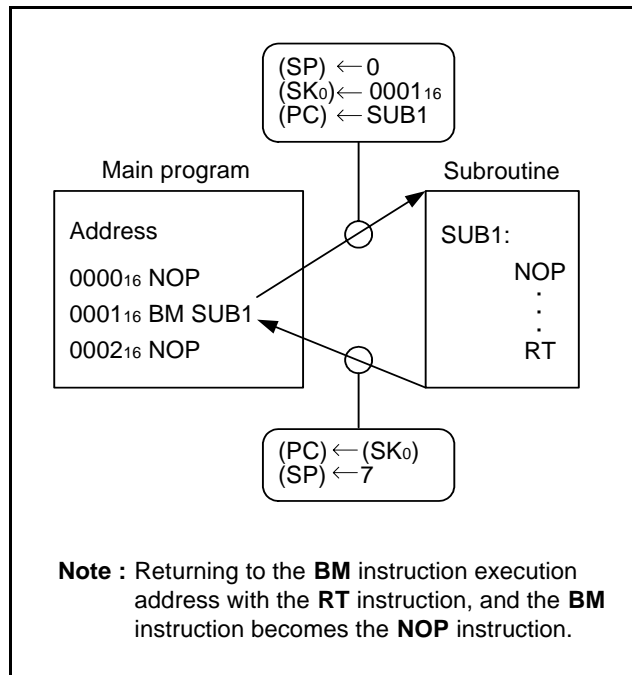 (SP) ← 0
(SK₀) ← 0001₁₆
(PC) ← SUB1
Main program
Subroutine
Address
0000₁₆ NOP
0001₁₆ BM SUB1
0002₁₆ NOP
SUB1:
NOP
·
·
·
RT
(PC) ← (SK₀)
(SP) ← 7
Note : Returning to the BM instruction execution
address with the RT instruction, and the BM
instruction becomes the NOP instruction.